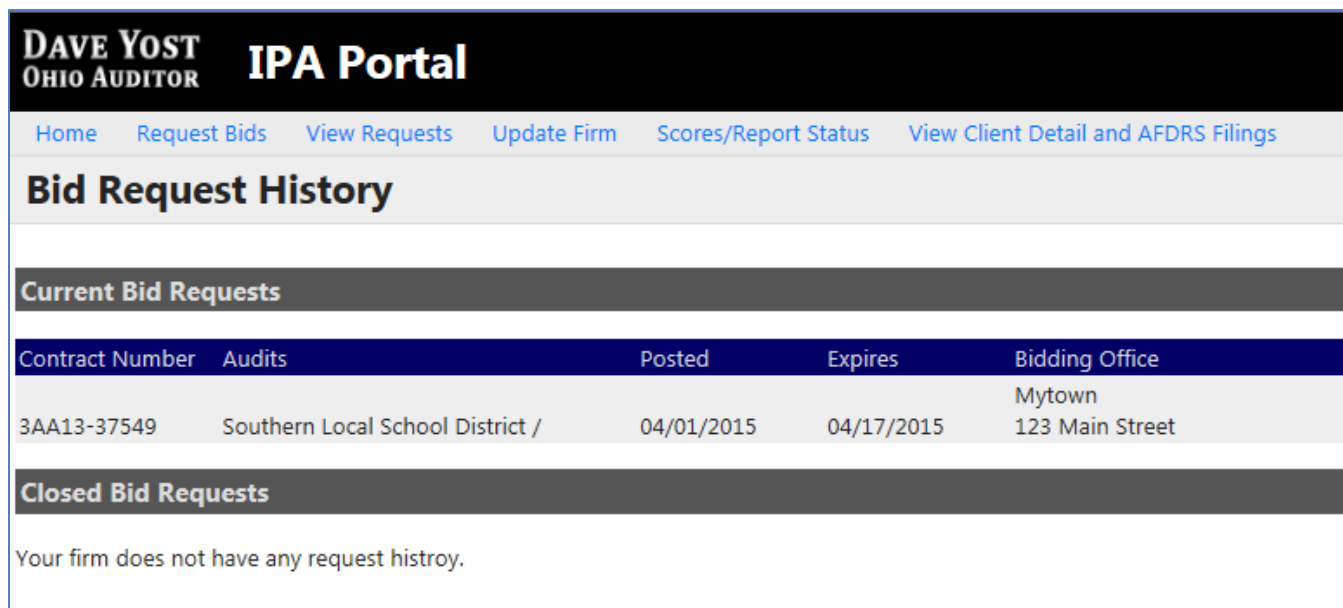 DAVE YOST
OHIO AUDITOR
IPA Portal
Home Request Bids View Requests Update Firm Scores/Report Status View Client Detail and AFDRS Filings
Bid Request History
Current Bid Requests
Contract Number Audits Posted Expires Bidding Office
Mytown
3AA13-37549 Southern Local School District / 04/01/2015 04/17/2015 123 Main Street
Closed Bid Requests
Your firm does not have any request histroy.